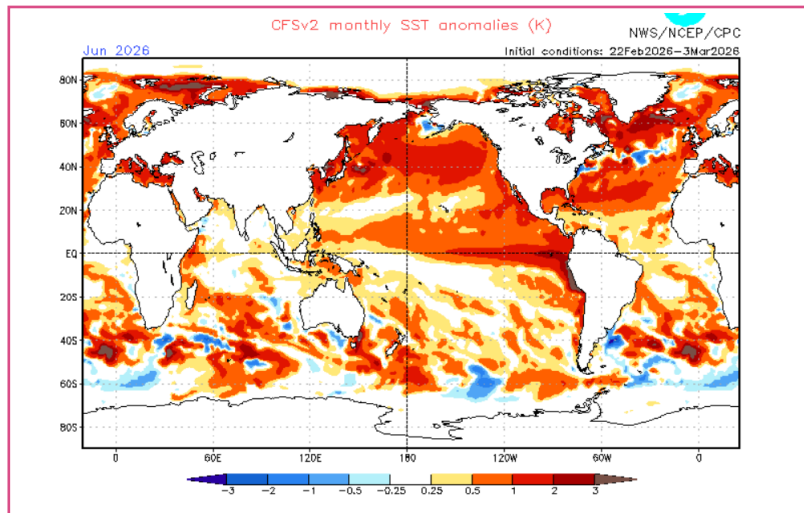 CFSv2 monthly SST anomalies (K)
NWS/NCEP/CPC
Jun 2026
Initial conditions: 22Feb2026–3Mar2026
80N
60N
40N
20N
EQ
20S
40S
60S
80S
0 60E 120E 180 120W 60W 0
-3 -2 -1 -0.5 -0.25 0.25 0.5 1 2 3